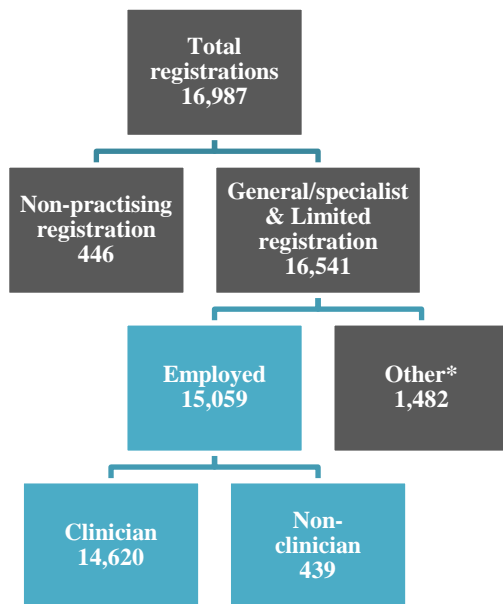 Total
registrations
16,987
Non-practising
registration
446
General/specialist
& Limited
registration
16,541
Employed
15,059
Other*
1,482
Clinician
14,620
Non-
clinician
439